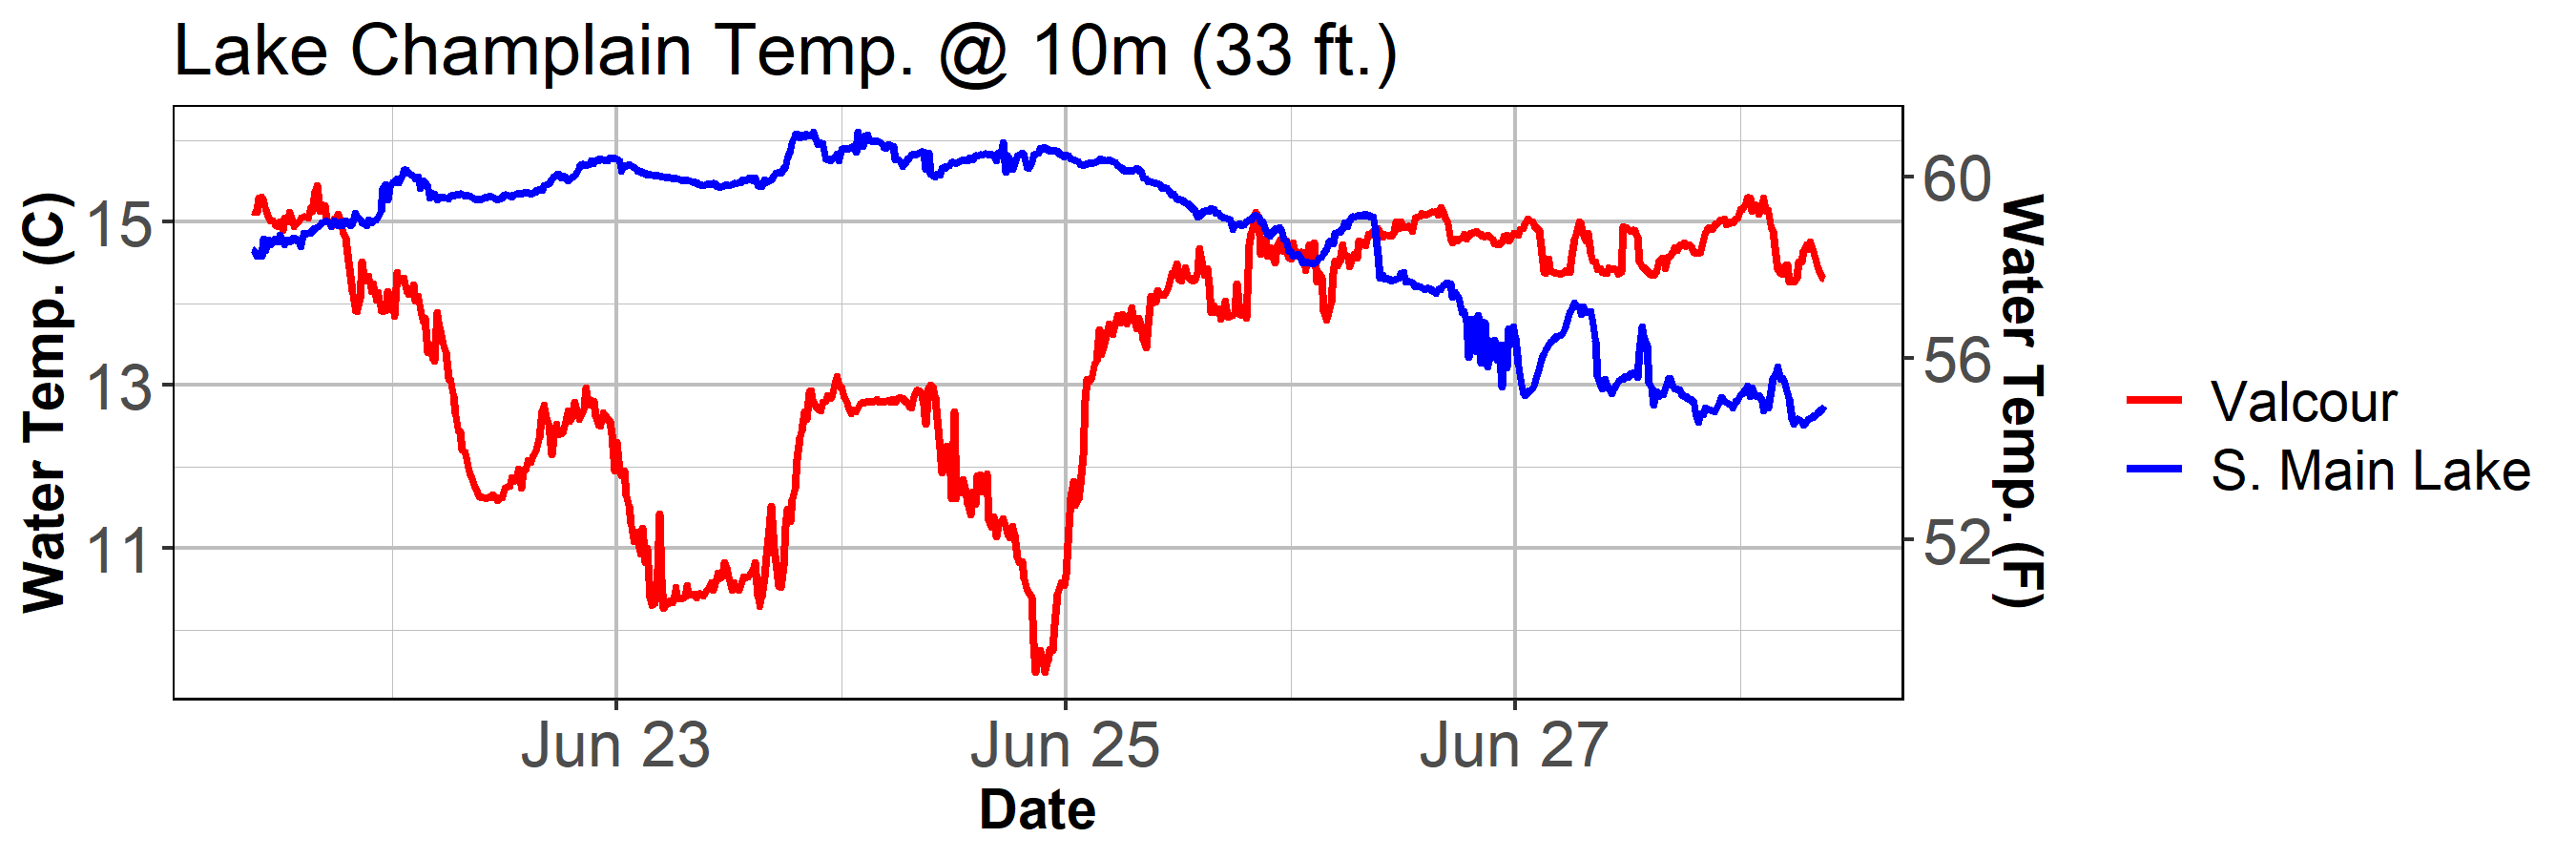 Lake Champlain Temp. @ 10m (33 ft.)
Water Temp. (C)
15
13
11
60
56
52
Water Temp. (F)
Jun 23
Jun 25
Jun 27
Date
Valcour
S. Main Lake